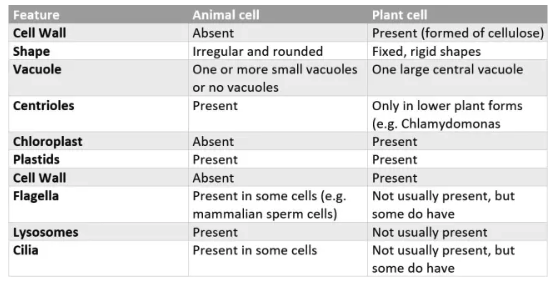 Feature Animal cell Plant cell
Cell Wall Absent Present (formed of cellulose)
Shape Irregular and rounded Fixed, rigid shapes
Vacuole One or more small vacuoles One large central vacuole
or no vacuoles
Centrioles Present Only in lower plant forms
(e.g. Chlamydomonas
Chloroplast Absent Present
Plastids Present Present
Cell Wall Absent Present
Flagella Present in some cells (e.g. Not usually present, but
mammalian sperm cells) some do have
Lysosomes Present Not usually present
Cilia Present in some cells Not usually present, but
some do have